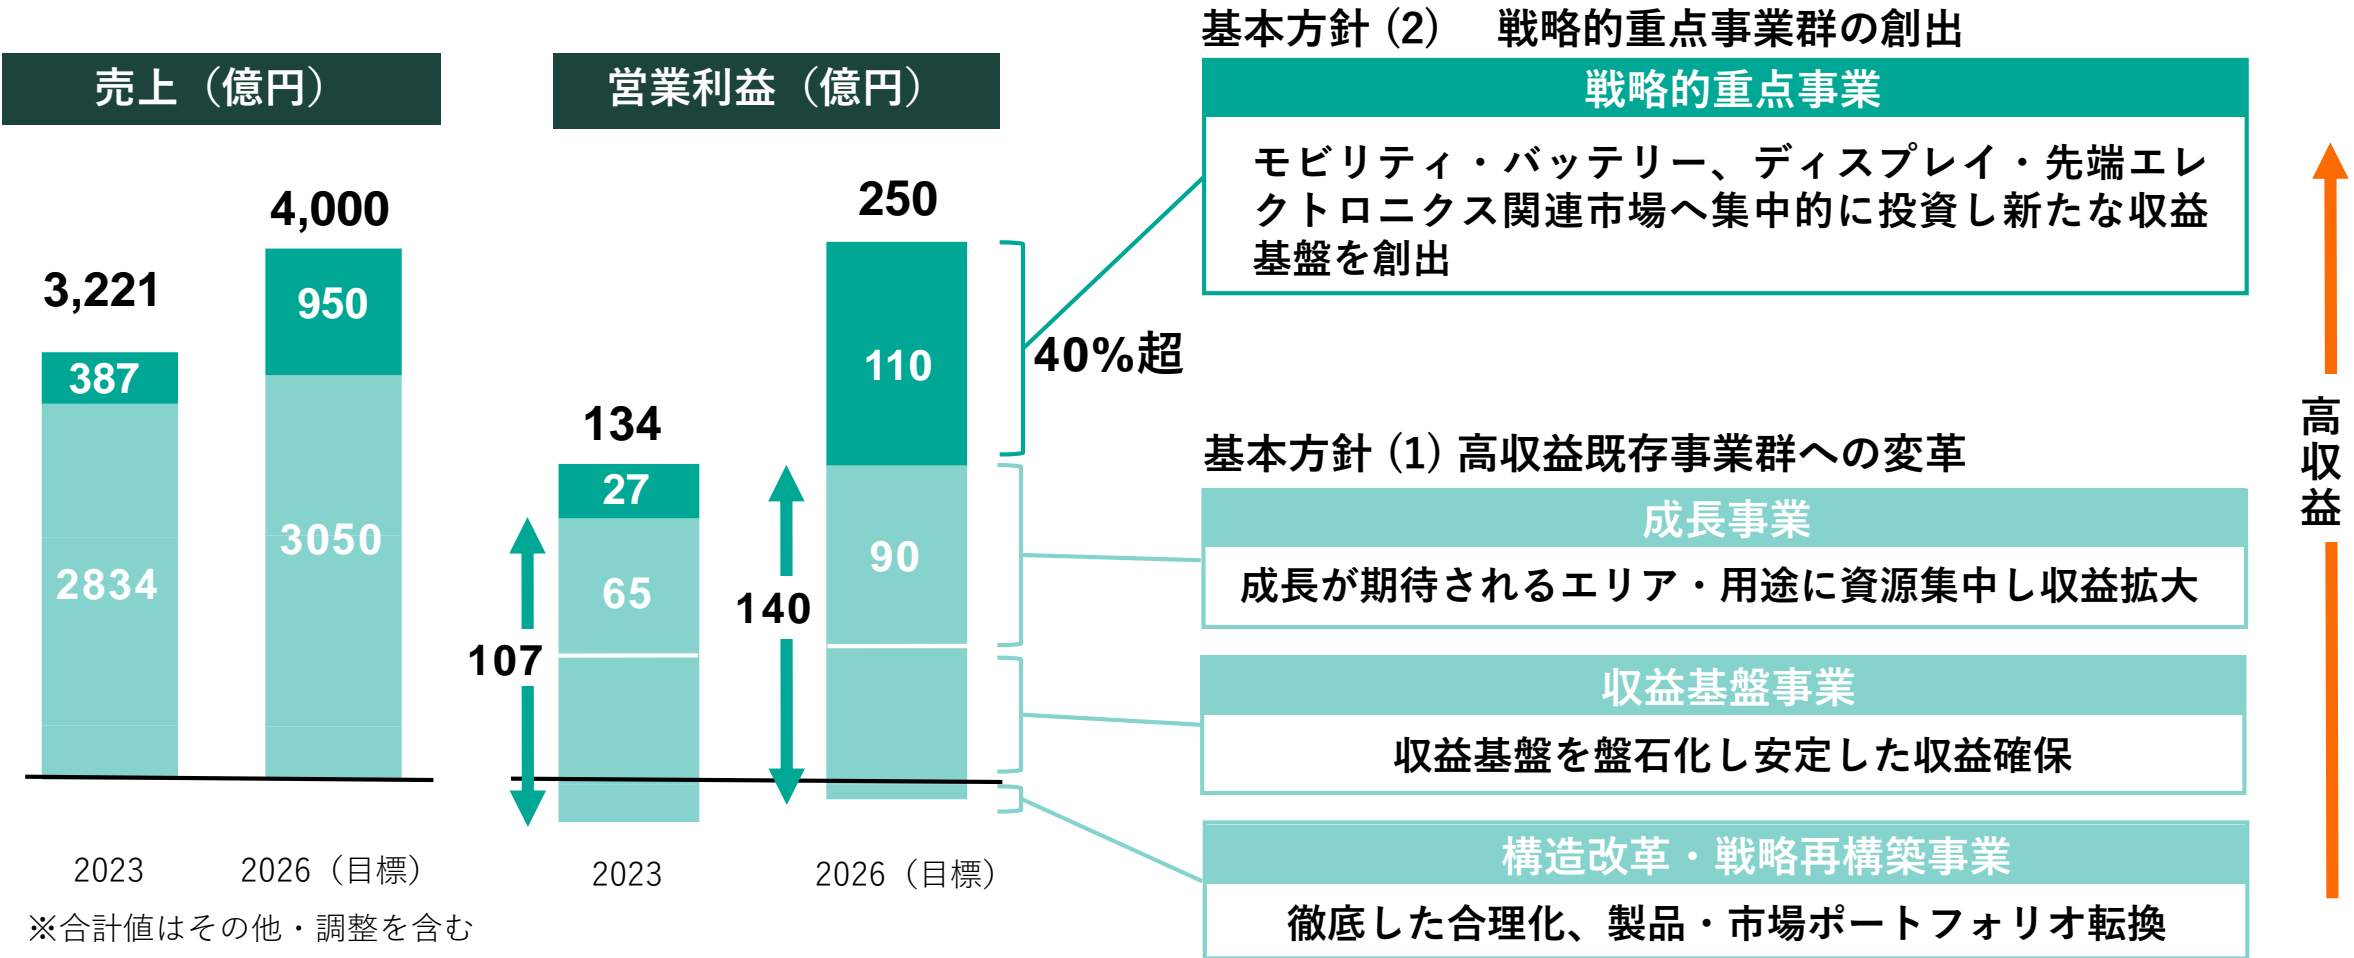 売上（億円）
3,221
387
2834
4,000
950
3050
2023
2026（目標）
※合計値はその他・調整を含む
営業利益（億円）
134
27
65
107
250
110
90
140
40%超
2023
2026（目標）
基本方針 (2)　戦略的重点事業群の創出
戦略的重点事業
モビリティ・バッテリー、ディスプレイ・先端エレ
クトロニクス関連市場へ集中的に投資し新たな収益
基盤を創出
基本方針 (1) 高収益既存事業群への変革
成長事業
成長が期待されるエリア・用途に資源集中し収益拡大
収益基盤事業
収益基盤を盤石化し安定した収益確保
構造改革・戦略再構築事業
徹底した合理化、製品・市場ポートフォリオ転換
高収益